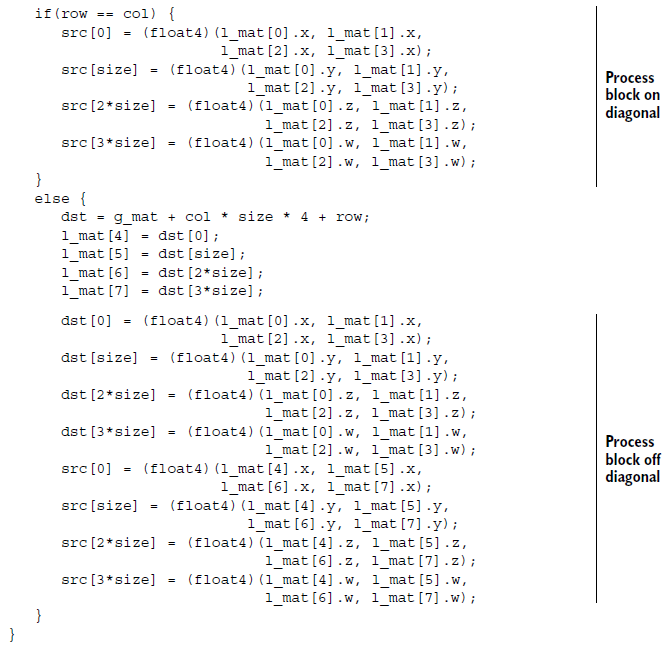 if(row == col) {
src[0] = (float4)(l_mat[0].x, l_mat[1].x,
l_mat[2].x, l_mat[3].x);
src[size] = (float4)(l_mat[0].y, l_mat[1].y,
l_mat[2].y, l_mat[3].y);
src[2*size] = (float4)(l_mat[0].z, l_mat[1].z,
l_mat[2].z, l_mat[3].z);
src[3*size] = (float4)(l_mat[0].w, l_mat[1].w,
l_mat[2].w, l_mat[3].w);
}
Process
block on
diagonal
else {
dst = g_mat + col * size * 4 + row;
l_mat[4] = dst[0];
l_mat[5] = dst[size];
l_mat[6] = dst[2*size];
l_mat[7] = dst[3*size];
dst[0] = (float4)(l_mat[0].x, l_mat[1].x,
l_mat[2].x, l_mat[3].x);
dst[size] = (float4)(l_mat[0].y, l_mat[1].y,
l_mat[2].y, l_mat[3].y);
dst[2*size] = (float4)(l_mat[0].z, l_mat[1].z,
l_mat[2].z, l_mat[3].z);
dst[3*size] = (float4)(l_mat[0].w, l_mat[1].w,
l_mat[2].w, l_mat[3].w);
src[0] = (float4)(l_mat[4].x, l_mat[5].x,
l_mat[6].x, l_mat[7].x);
src[size] = (float4)(l_mat[4].y, l_mat[5].y,
l_mat[6].y, l_mat[7].y);
src[2*size] = (float4)(l_mat[4].z, l_mat[5].z,
l_mat[6].z, l_mat[7].z);
src[3*size] = (float4)(l_mat[4].w, l_mat[5].w,
l_mat[6].w, l_mat[7].w);
Process
block off
diagonal
}
}